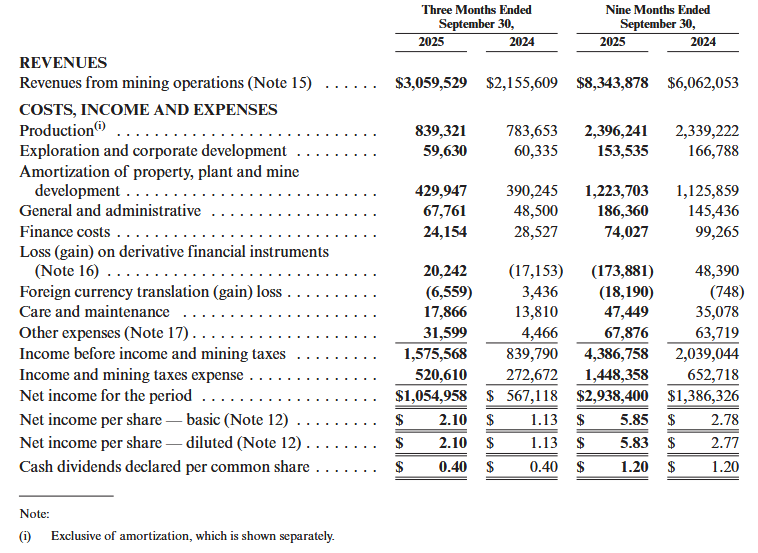 Three Months Ended Nine Months Ended
September 30, September 30,
2025 2024 2025 2024
REVENUES
Revenues from mining operations (Note 15) ...... $3,059,529 $2,155,609 $8,343,878 $6,062,053
COSTS, INCOME AND EXPENSES
Production(i) ............................ 839,321 783,653 2,396,241 2,339,222
Exploration and corporate development ......... 59,630 60,335 153,535 166,788
Amortization of property, plant and mine
development ............................ 429,947 390,245 1,223,703 1,125,859
General and administrative .................. 67,761 48,500 186,360 145,436
Finance costs ............................ 24,154 28,527 74,027 99,265
Loss (gain) on derivative financial instruments
(Note 16) ............................ 20,242 (17,153) (173,881) 48,390
Foreign currency translation (gain) loss .......... (6,559) 3,436 (18,190) (748)
Care and maintenance ..................... 17,866 13,810 47,449 35,078
Other expenses (Note 17) .................... 31,599 4,466 67,876 63,719
Income before income and mining taxes ......... 1,575,568 839,790 4,386,758 2,039,044
Income and mining taxes expense .............. 520,610 272,672 1,448,358 652,718
Net income for the period ................... $1,054,958 $ 567,118 $2,938,400 $1,386,326
Net income per share — basic (Note 12) ......... $ 2.10 $ 1.13 $ 5.85 $ 2.78
Net income per share — diluted (Note 12) ........ $ 2.10 $ 1.13 $ 5.83 $ 2.77
Cash dividends declared per common share ....... $ 0.40 $ 0.40 $ 1.20 $ 1.20
Note:
(i) Exclusive of amortization, which is shown separately.